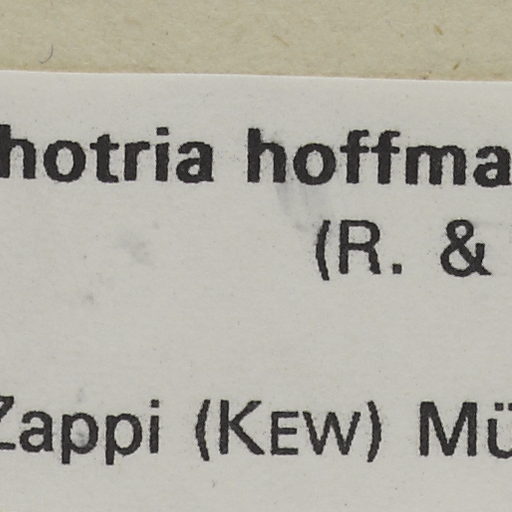 hotria hoffma
(R. &
Zappi (KEW) Mü